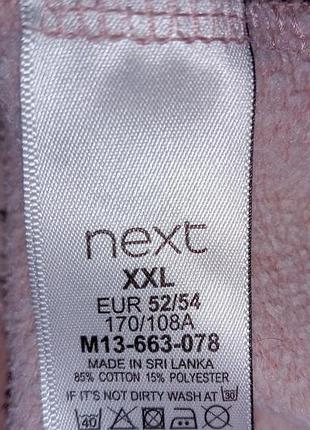 next
XXL
EUR 52/54
170/108A
M13-663-078
MADE IN SRI LANKA
85% COTTON 15% POLYESTER
IF IT'S NOT DIRTY WASH AT 30
40